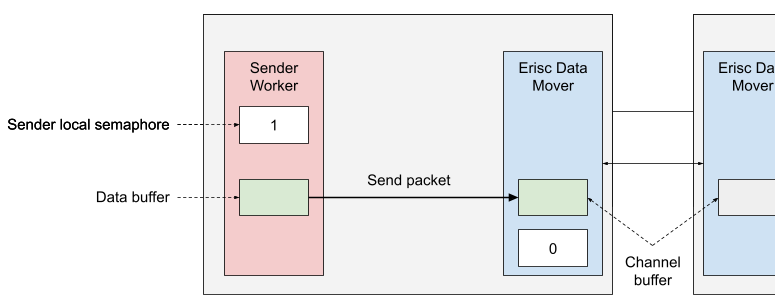 Sender
Worker
Erisc Data
Mover
Erisc Da
Mover
Sender local semaphore
1
Send packet
Data buffer
0
Channel
buffer